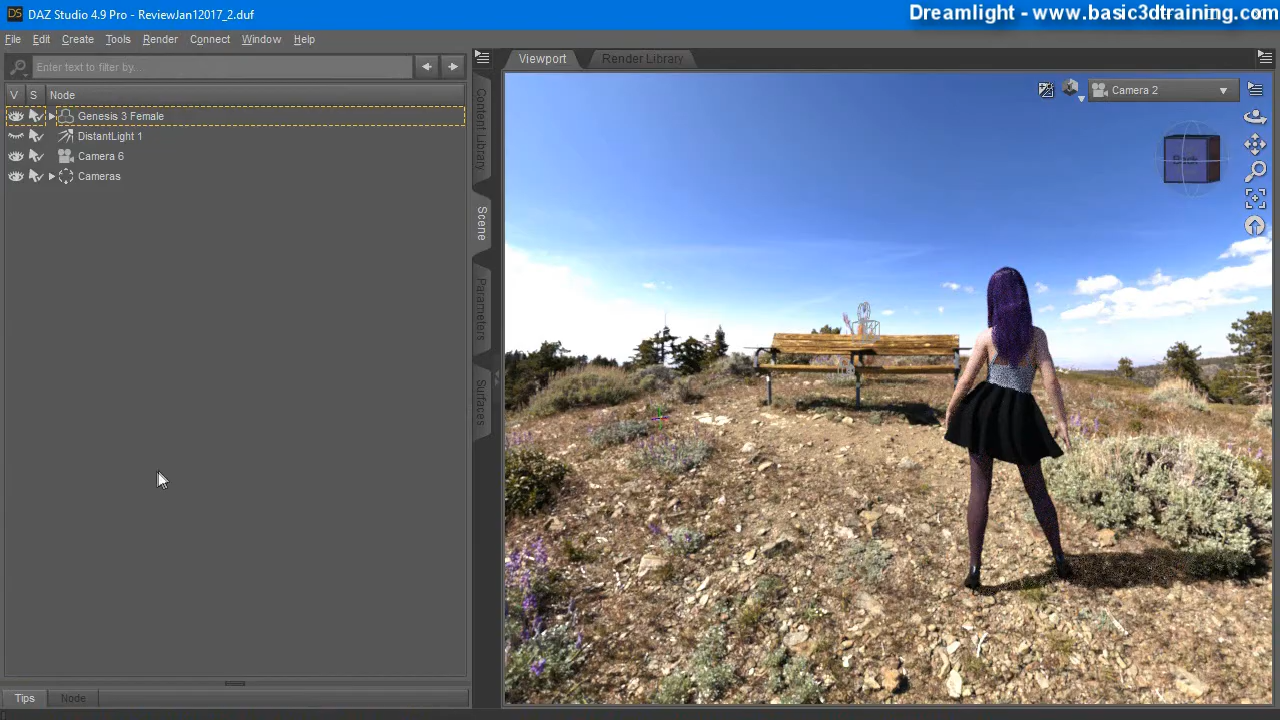 DS DAZ Studio 4.9 Pro - ReviewJan12017_2.duf
Dreamlight - www.basic3dtraining.com
File Edit Create Tools Render Connect Window Help
Enter text to filter by...
V S Node
Genesis 3 Female
DistantLight 1
Camera 6
Cameras
Content Library
Scene
Parameters
Surfaces
Viewport Render Library
Camera 2
Back
Tips Node